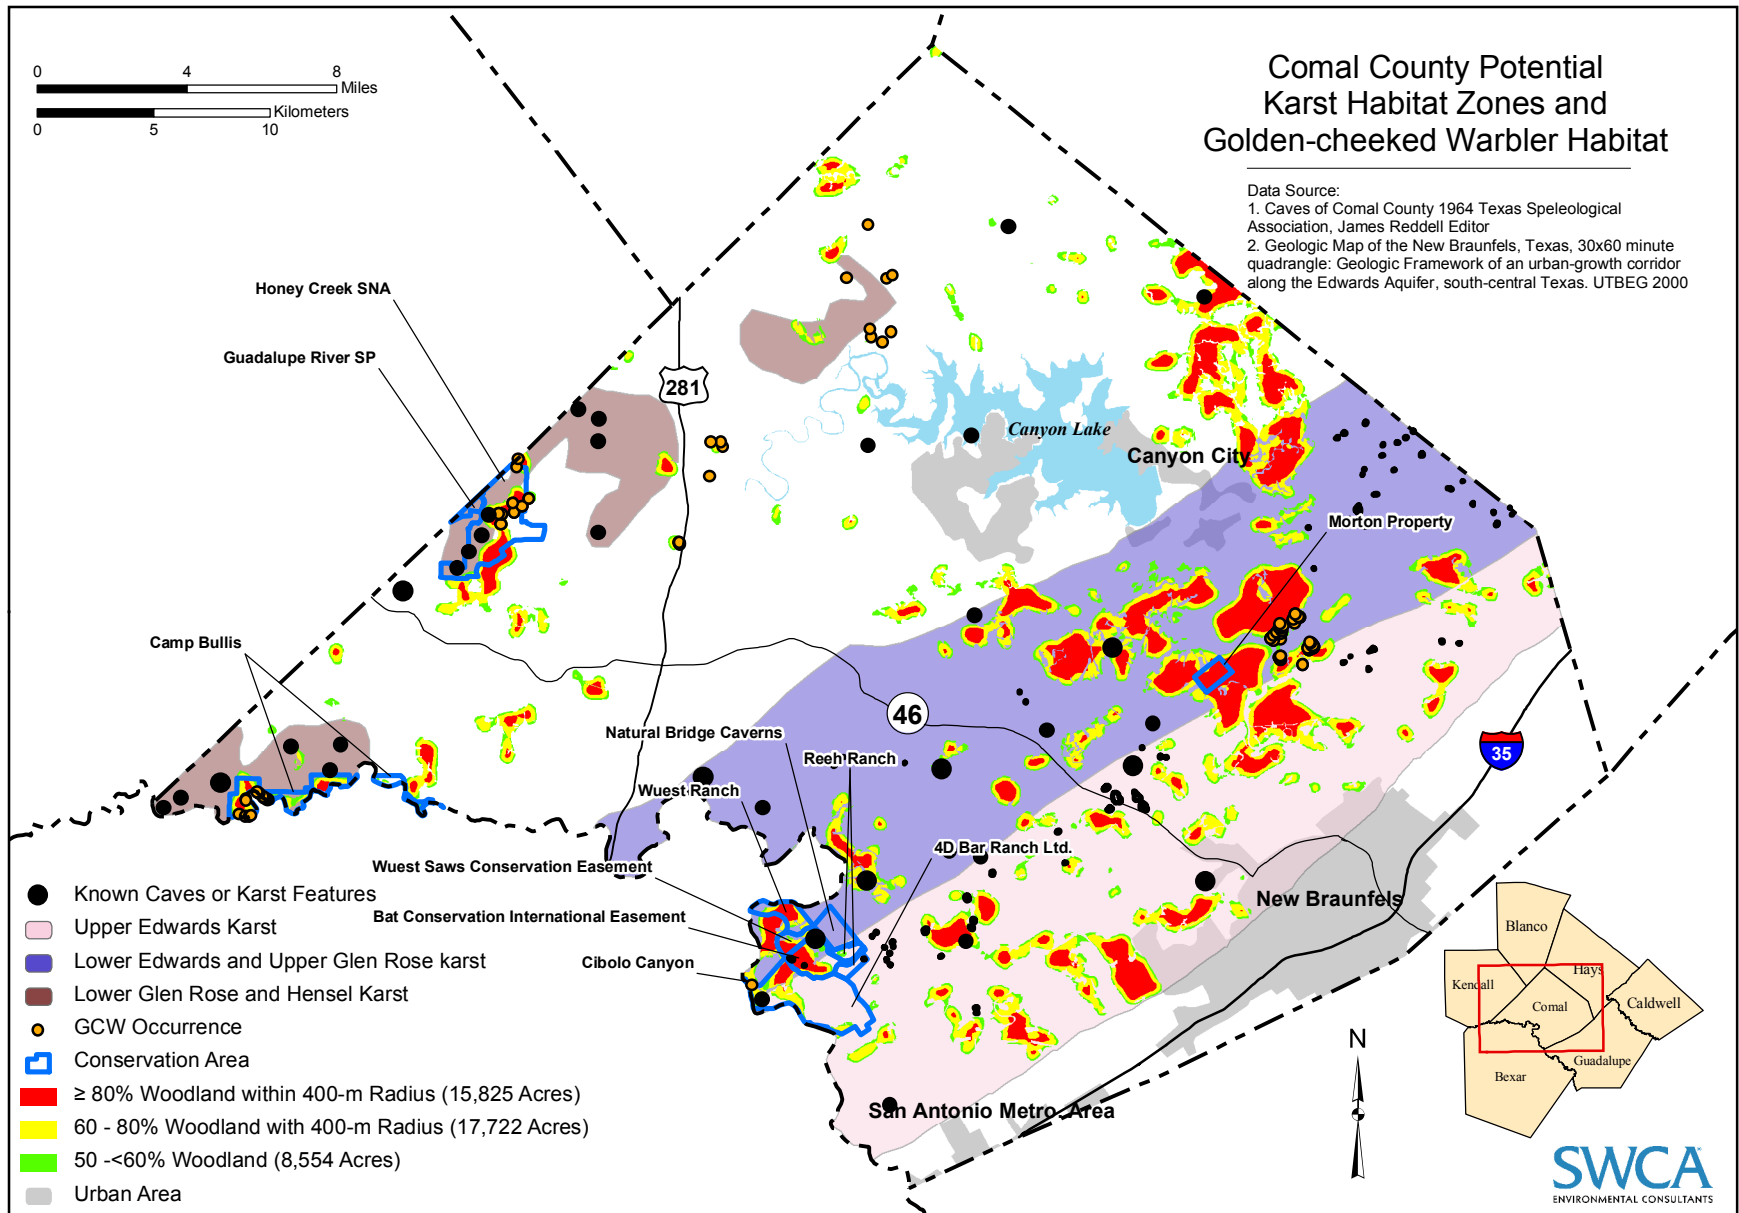 Comal County Potential
Karst Habitat Zones and
Golden-cheeked Warbler Habitat
Data Source:
1. Caves of Comal County 1964 Texas Speleological
Association, James Reddell Editor
2. Geologic Map of the New Braunfels, Texas, 30x60 minute
quadrangle: Geologic Framework of an urban-growth corridor
along the Edwards Aquifer, south-central Texas. UTBEG 2000
0 4 8
Miles
Kilometers
0 5 10
Honey Creek SNA
Guadalupe River SP
281
Canyon Lake
Canyon City
Morton Property
Camp Bullis
46
Natural Bridge Caverns
Reeh Ranch
Wuest Ranch
35
4D Bar Ranch Ltd.
Wuest Saws Conservation Easement
Bat Conservation International Easement
Cibolo Canyon
New Braunfels
San Antonio Metro. Area
Known Caves or Karst Features
Upper Edwards Karst
Lower Edwards and Upper Glen Rose karst
Lower Glen Rose and Hensel Karst
GCW Occurrence
Conservation Area
≥ 80% Woodland within 400-m Radius (15,825 Acres)
60 - 80% Woodland with 400-m Radius (17,722 Acres)
50 -<60% Woodland (8,554 Acres)
Urban Area
N
Blanco
Hays
Kendall
Comal
Caldwell
Guadalupe
Bexar
SWCA
ENVIRONMENTAL CONSULTANTS